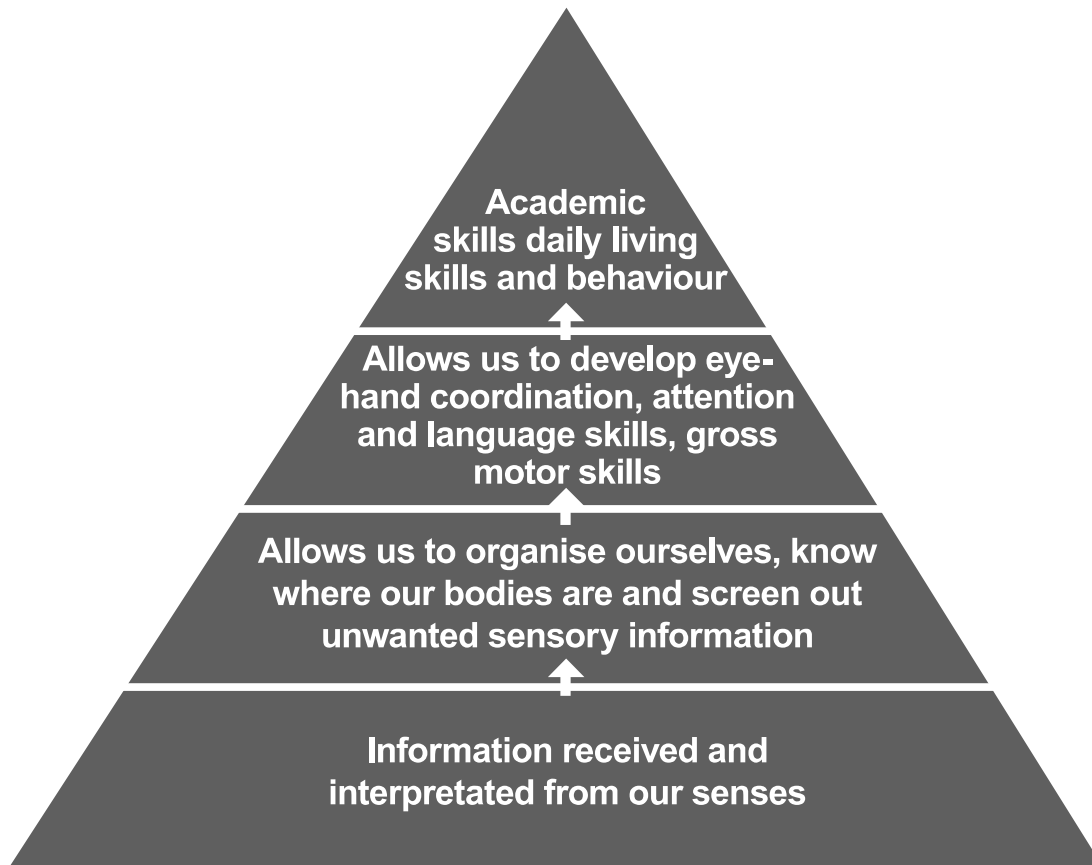 Academic
skills daily living
skills and behaviour
Allows us to develop eye-
hand coordination, attention
and language skills, gross
motor skills
Allows us to organise ourselves, know
where our bodies are and screen out
unwanted sensory information
Information received and
interpretated from our senses